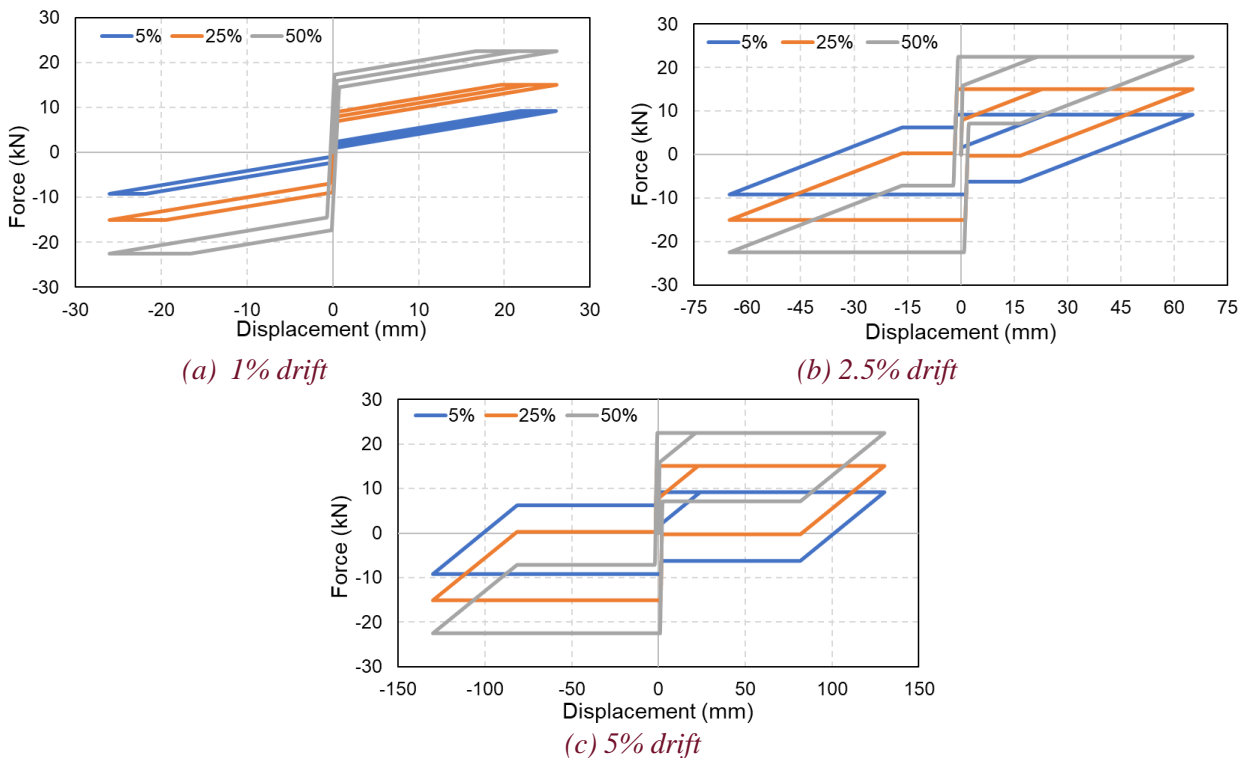 30
20
10
0
-10
-20
-30
Force (kN)
5% 25% 50%
-30 -20 -10 0 10 20 30
Displacement (mm)
(a) 1% drift
30
20
10
0
-10
-20
-30
Force (kN)
5% 25% 50%
-75 -60 -45 -30 -15 0 15 30 45 60 75
Displacement (mm)
(b) 2.5% drift
30
20
10
0
-10
-20
-30
Force (kN)
5% 25% 50%
-150 -100 -50 0 50 100 150
Displacement (mm)
(c) 5% drift